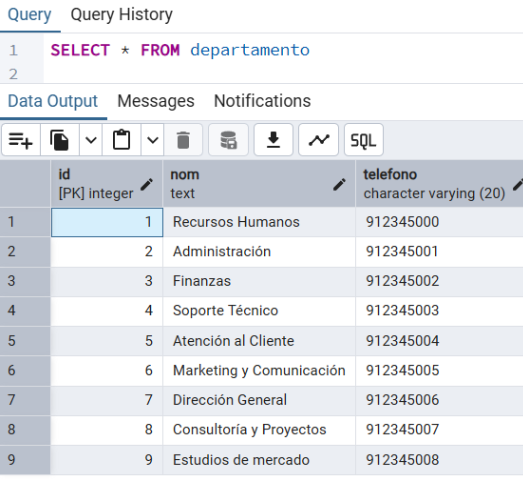 Query Query History
1 SELECT * FROM departamento
2
Data Output Messages Notifications
SQL
id nom telefono
[PK] integer text character varying (20)
1 1 Recursos Humanos 912345000
2 2 Administración 912345001
3 3 Finanzas 912345002
4 4 Soporte Técnico 912345003
5 5 Atención al Cliente 912345004
6 6 Marketing y Comunicación 912345005
7 7 Dirección General 912345006
8 8 Consultoría y Proyectos 912345007
9 9 Estudios de mercado 912345008